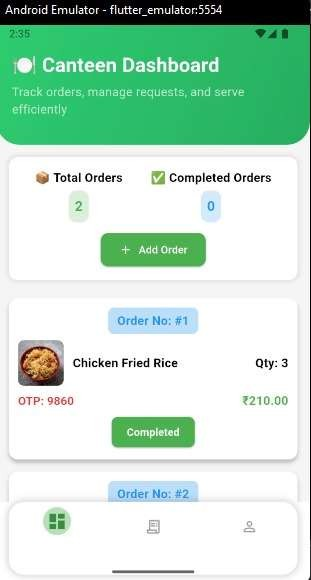 Android Emulator - flutter_emulator:5554
2:35
🍽️ Canteen Dashboard
Track orders, manage requests, and serve
efficiently
📦 Total Orders
✅ Completed Orders
2
0
+ Add Order
Order No: #1
Chicken Fried Rice
Qty: 3
OTP: 9860
₹210.00
Completed
Order No: #2